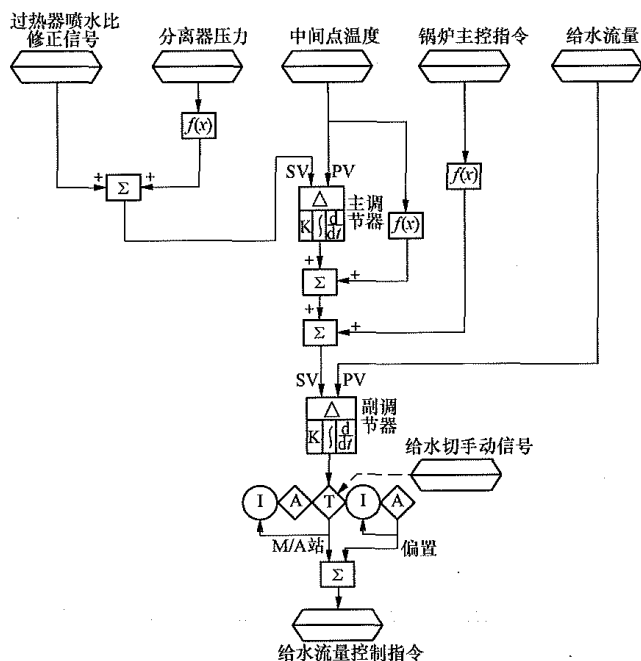 过热器喷水比
修正信号
分离器压力
中间点温度
锅炉主控指令
给水流量
f(x)
f(x)
+
+
Σ
SV
PV
△
K
∫
d
dt
主调
节器
f(x)
+
Σ
+
+
Σ
+
SV
PV
△
K
∫
d
dt
副调
节器
给水切手动信号
I
A
T
I
A
M/A站
偏置
Σ
给水流量控制指令